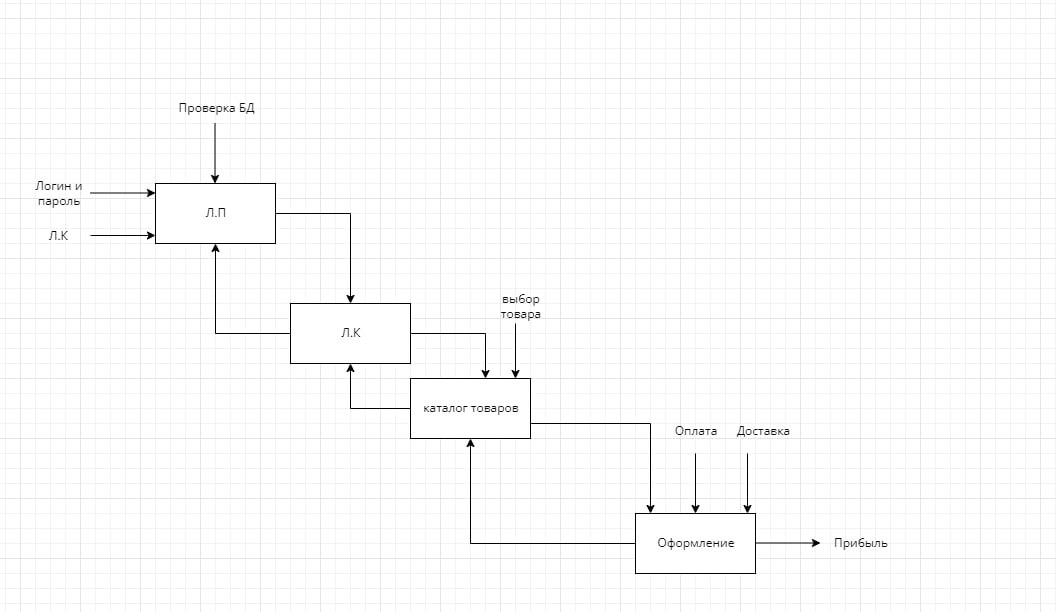 Проверка БД
Логин и
пароль
Л.П
Л.К
выбор
товара
Л.К
каталог товаров
Оплата
Доставка
Оформление
Прибыль